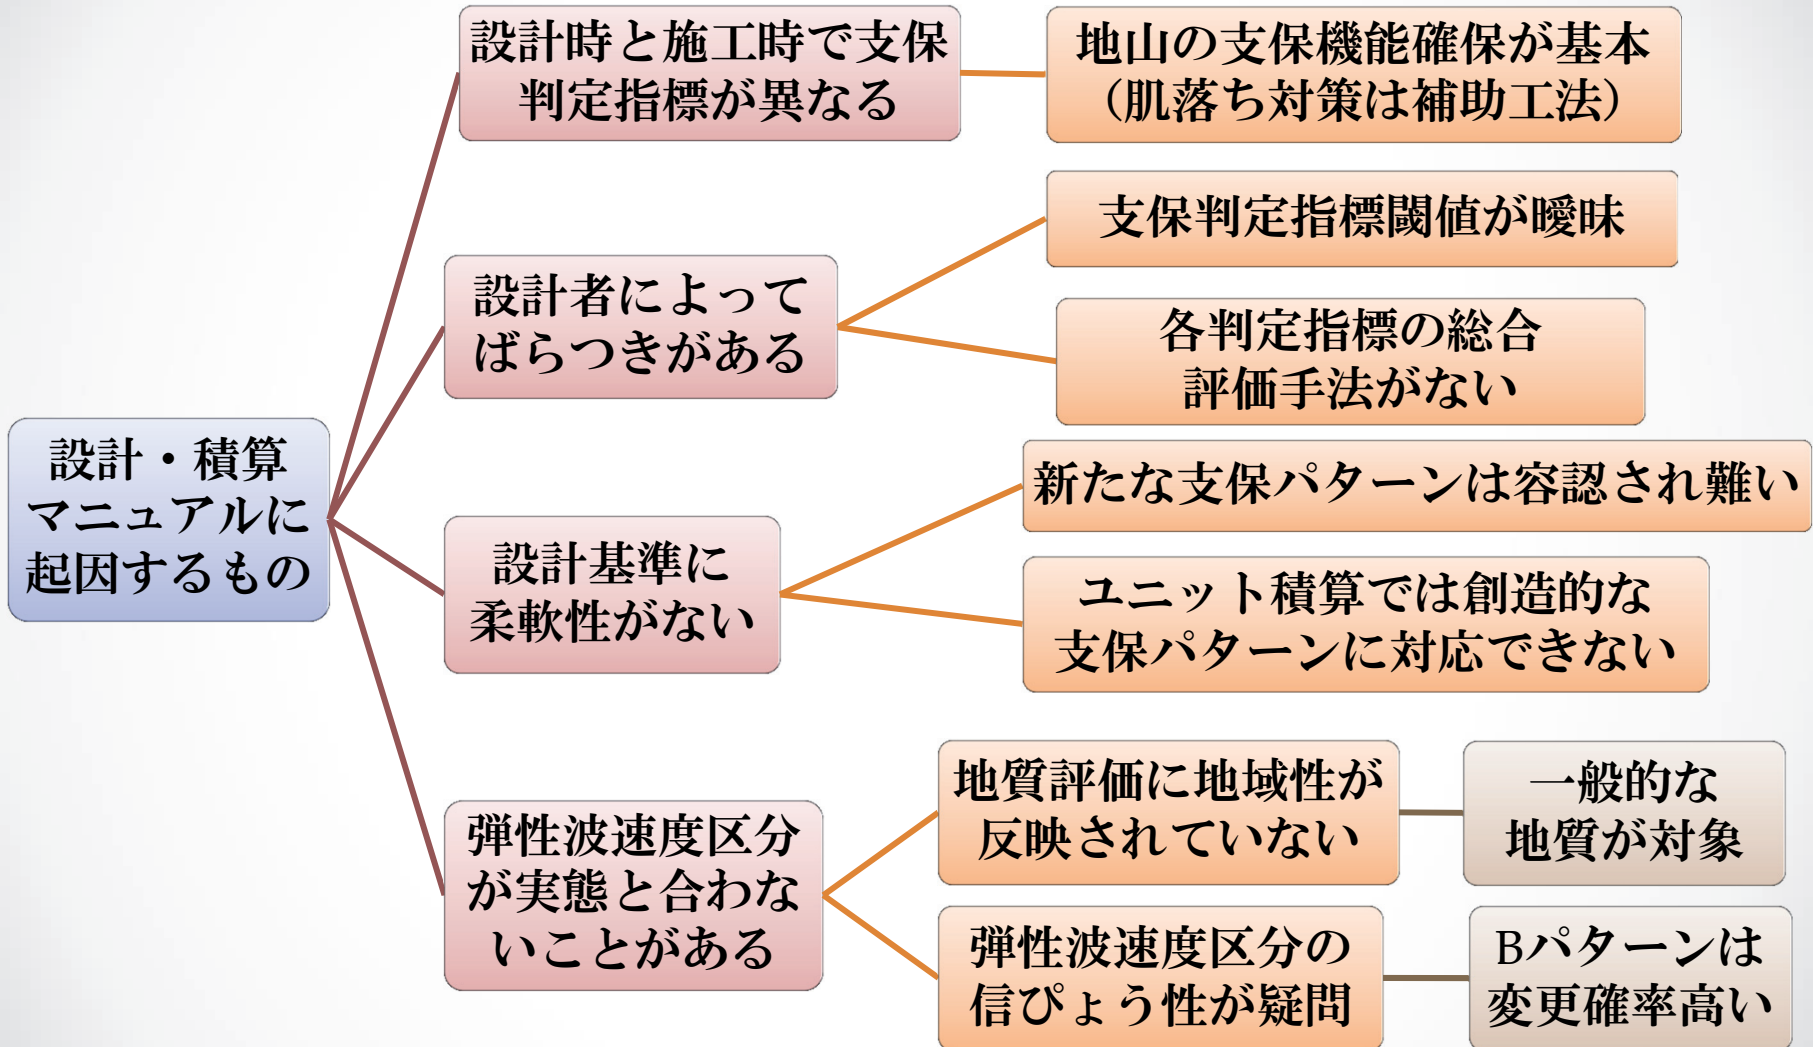 設計・積算
マニュアルに
起因するもの
設計時と施工時で支保
判定指標が異なる
地山の支保機能確保が基本
（肌落ち対策は補助工法）
設計者によって
ばらつきがある
支保判定指標閾値が曖昧
各判定指標の総合
評価手法がない
設計基準に
柔軟性がない
新たな支保パターンは容認され難い
ユニット積算では創造的な
支保パターンに対応できない
弾性波速度区分
が実態と合わな
いことがある
地質評価に地域性が
反映されていない
一般的な
地質が対象
弾性波速度区分の
信ぴょう性が疑問
Bパターンは
変更確率高い